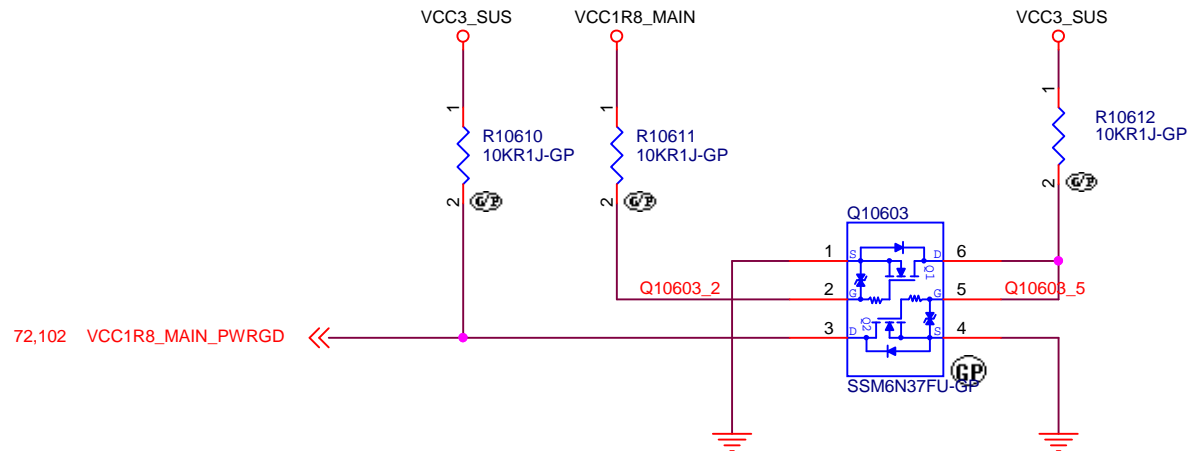 VCC3_SUS
VCC1R8_MAIN
VCC3_SUS
1
1
1
R10610
10KR1J-GP
R10611
10KR1J-GP
R10612
10KR1J-GP
2
G/P
2
G/P
2
G/P
Q10603
1
S
D
6
Q1
Q10603_2
2
G
G
5
Q10603_5
Q2
72,102
VCC1R8_MAIN_PWRGD
3
D
S
4
GP
SSM6N37FU-GP